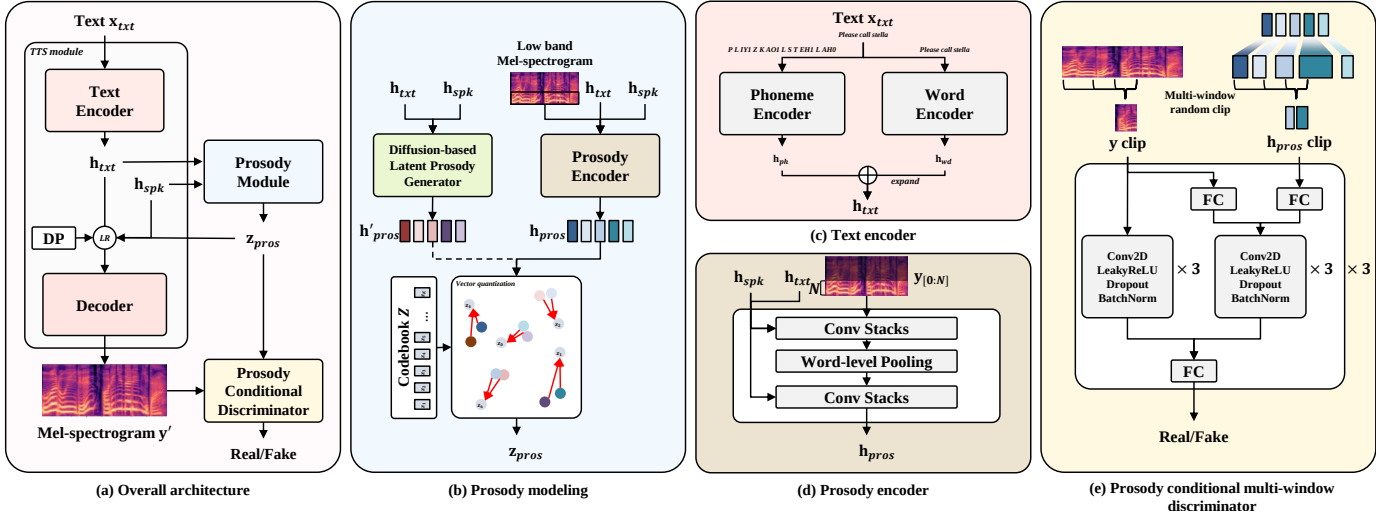 Text x_txt
TTS module
Text
Encoder
h_txt
h_spk
Prosody
Module
DP
LR
z_pros
Decoder
Prosody
Conditional
Discriminator
Mel-spectrogram y′
Real/Fake
(a) Overall architecture
Low band
Mel-spectrogram
h_txt
h_spk
h_txt
h_spk
Diffusion-based
Latent Prosody
Generator
Prosody
Encoder
h′_pros
h_pros
Codebook Z
...
Vector quantization
z_pros
(b) Prosody modeling
Text x_txt
Please call stella
P L IY1 Z K AO1 L S T EH1 L AH0
Please call stella
Phoneme
Encoder
Word
Encoder
h_ph
h_wd
expand
h_txt
(c) Text encoder
h_spk
h_txt
N
y_[0:N]
Conv Stacks
Word-level Pooling
Conv Stacks
h_pros
(d) Prosody encoder
Multi-window
random clip
y clip
h_pros clip
FC
FC
Conv2D
LeakyReLU
Dropout
BatchNorm
× 3
Conv2D
LeakyReLU
Dropout
BatchNorm
× 3
× 3
FC
Real/Fake
(e) Prosody conditional multi-window
discriminator